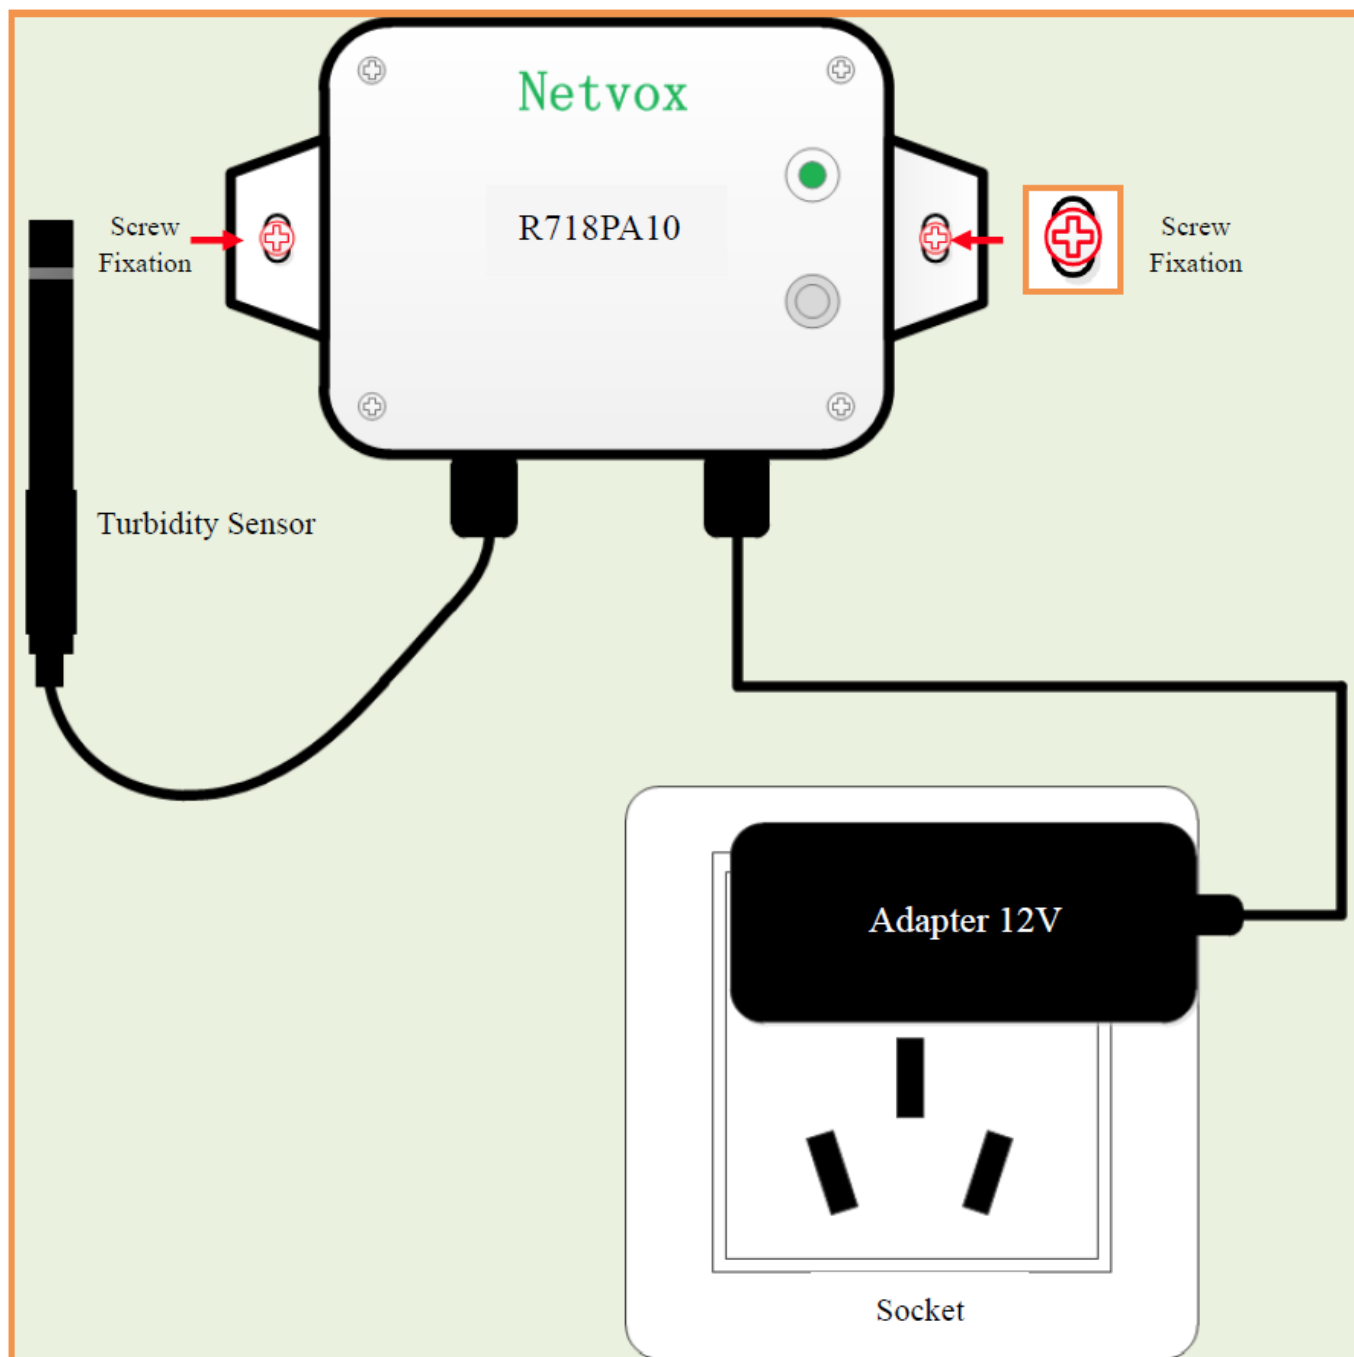 Netvox
R718PA10
Screw
Fixation
Screw
Fixation
Turbidity Sensor
Adapter 12V
Socket